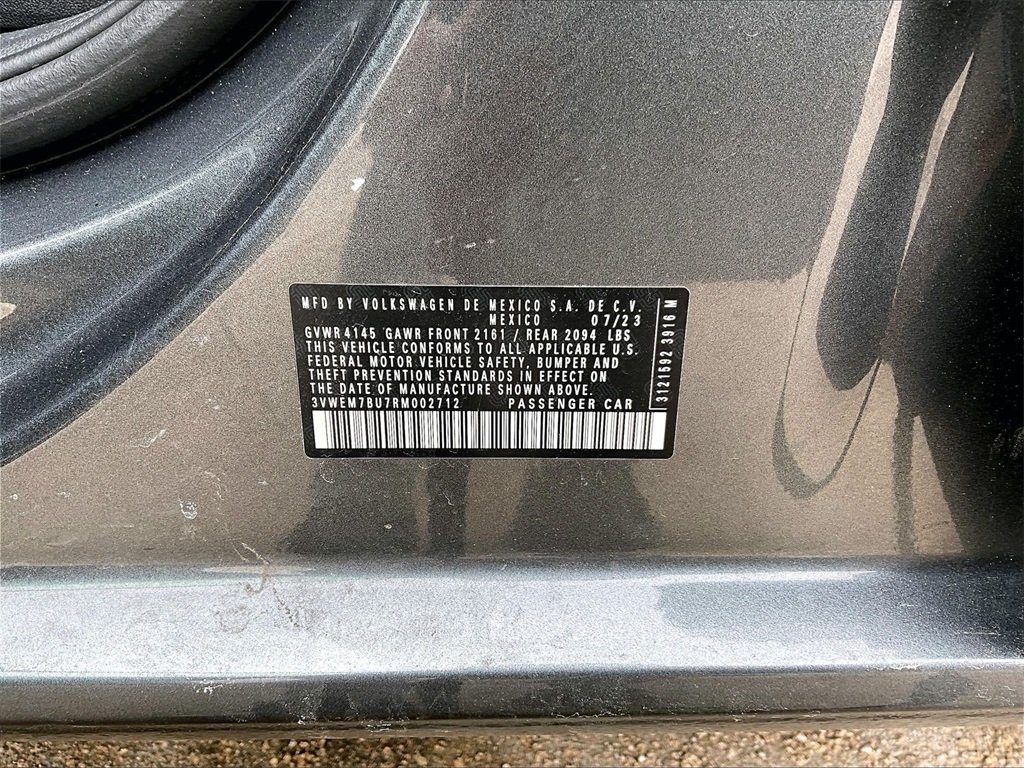 MFD BY VOLKSWAGEN DE MEXICO S.A. DE C.V.
MEXICO 07/23
GVWR 4145 GAWR FRONT 2161 / REAR 2094 LBS
THIS VEHICLE CONFORMS TO ALL APPLICABLE U.S.
FEDERAL MOTOR VEHICLE SAFETY, BUMPER AND
THEFT PREVENTION STANDARDS IN EFFECT ON
THE DATE OF MANUFACTURE SHOWN ABOVE.
3VWEM7BU7RM002712 PASSENGER CAR
3121592 3916 M